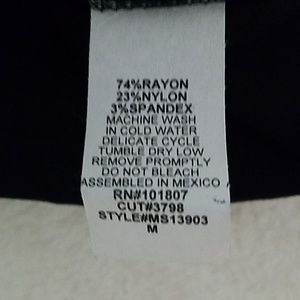 74%RAYON
23%NYLON
3%SPANDEX
MACHINE WASH
IN COLD WATER
DELICATE CYCLE
TUMBLE DRY LOW
REMOVE PROMPTLY
DO NOT BLEACH
ASSEMBLED IN MEXICO
RN#101807
CUT#3798
STYLE#MS13903
M